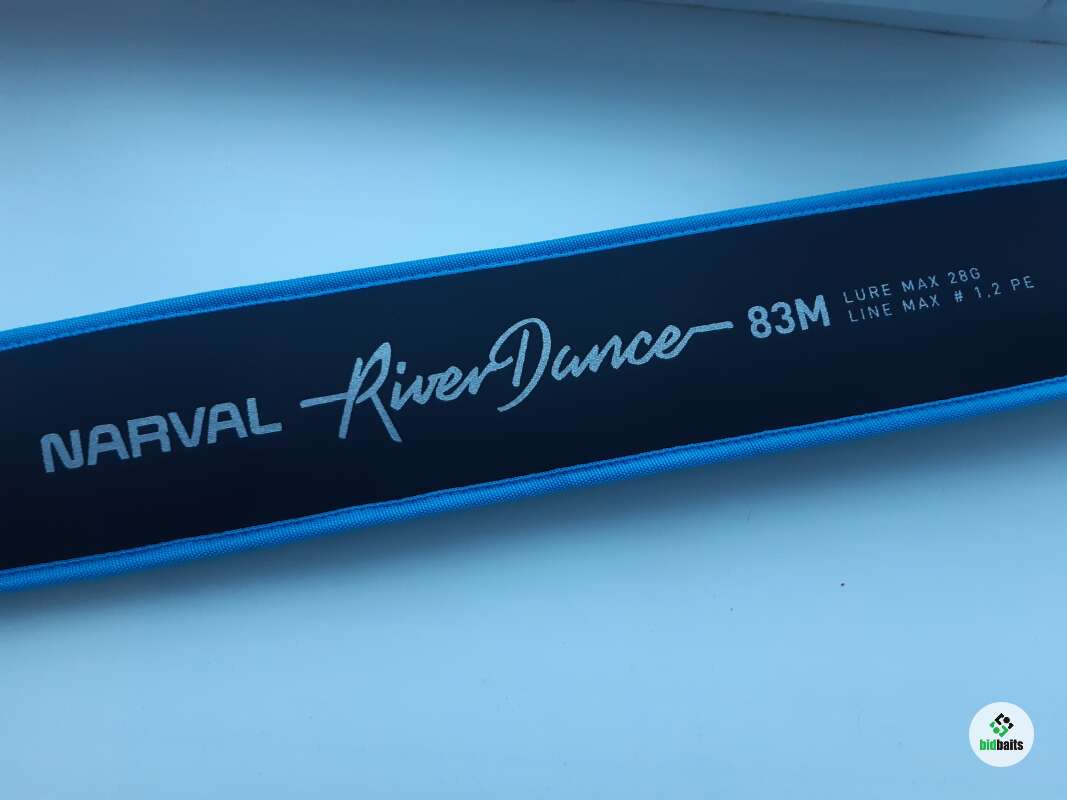 NARVAL RiverDance 83M
LURE MAX 28G
LINE MAX # 1.2 PE
bidbaits